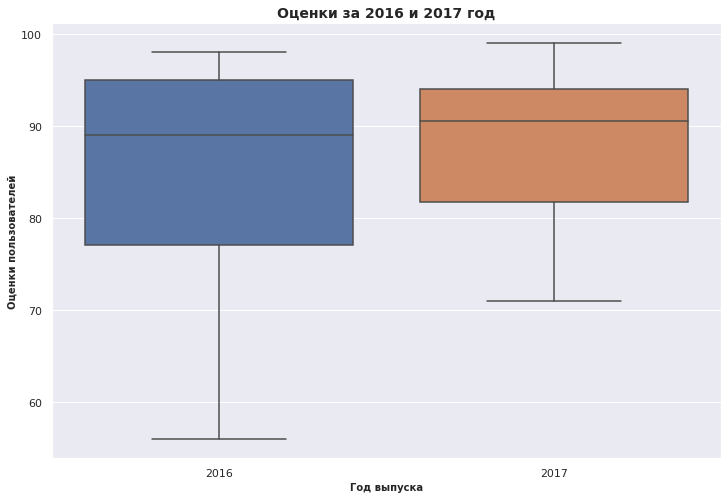 Оценки за 2016 и 2017 год
100
90
80
70
60
Оценки пользователей
2016 2017
Год выпуска